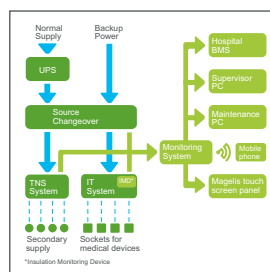 Normal
Supply
Backup
Power
UPS
Source
Changeover
TNS
System
IT
System
IMD*
Secondary
supply
Sockets for
medical devices
*Insulation Monitoring Device
Monitoring
System
Hospital
BMS
Supervisor
PC
Maintenance
PC
Mobile
phone
Magelis touch
screen panel